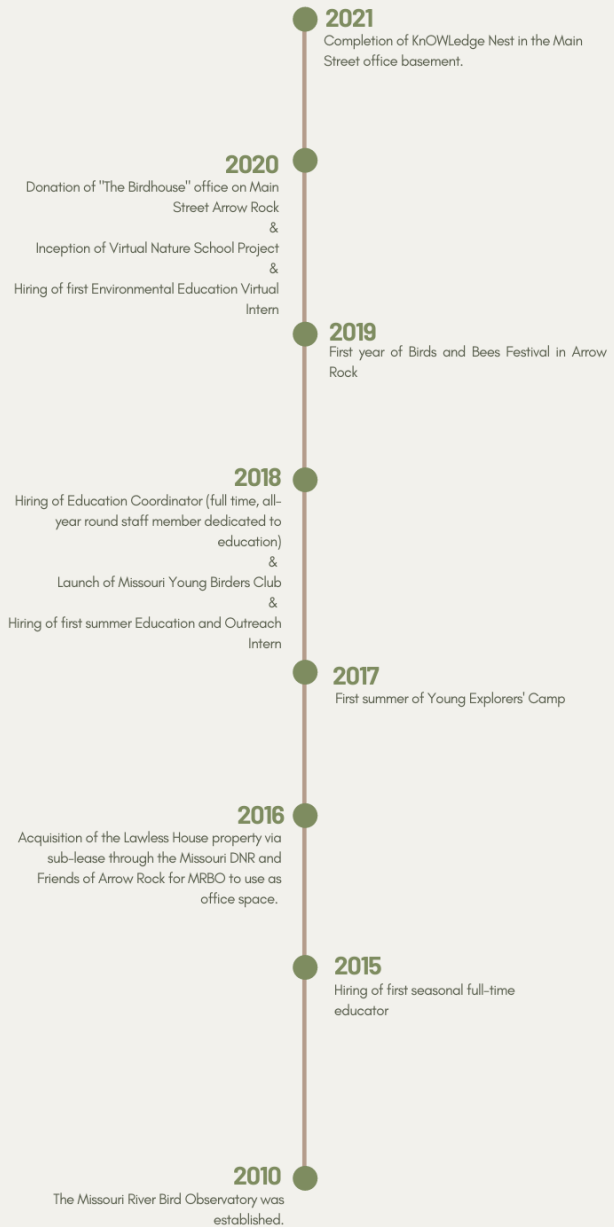 2021
Completion of KnOWLedge Nest in the Main
Street office basement.
2020
Donation of "The Birdhouse" office on Main
Street Arrow Rock
&
Inception of Virtual Nature School Project
&
Hiring of first Environmental Education Virtual
Intern
2019
First year of Birds and Bees Festival in Arrow
Rock
2018
Hiring of Education Coordinator (full time, all-
year round staff member dedicated to
education)
&
Launch of Missouri Young Birders Club
&
Hiring of first summer Education and Outreach
Intern
2017
First summer of Young Explorers' Camp
2016
Acquisition of the Lawless House property via
sub-lease through the Missouri DNR and
Friends of Arrow Rock for MRBO to use as
office space.
2015
Hiring of first seasonal full-time
educator
2010
The Missouri River Bird Observatory was
established.